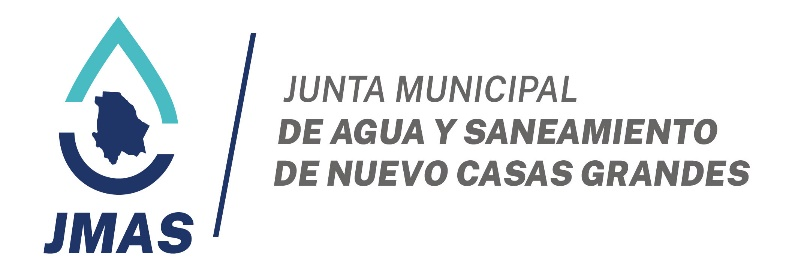 JMAS
JUNTA MUNICIPAL
DE AGUA Y SANEAMIENTO
DE NUEVO CASAS GRANDES